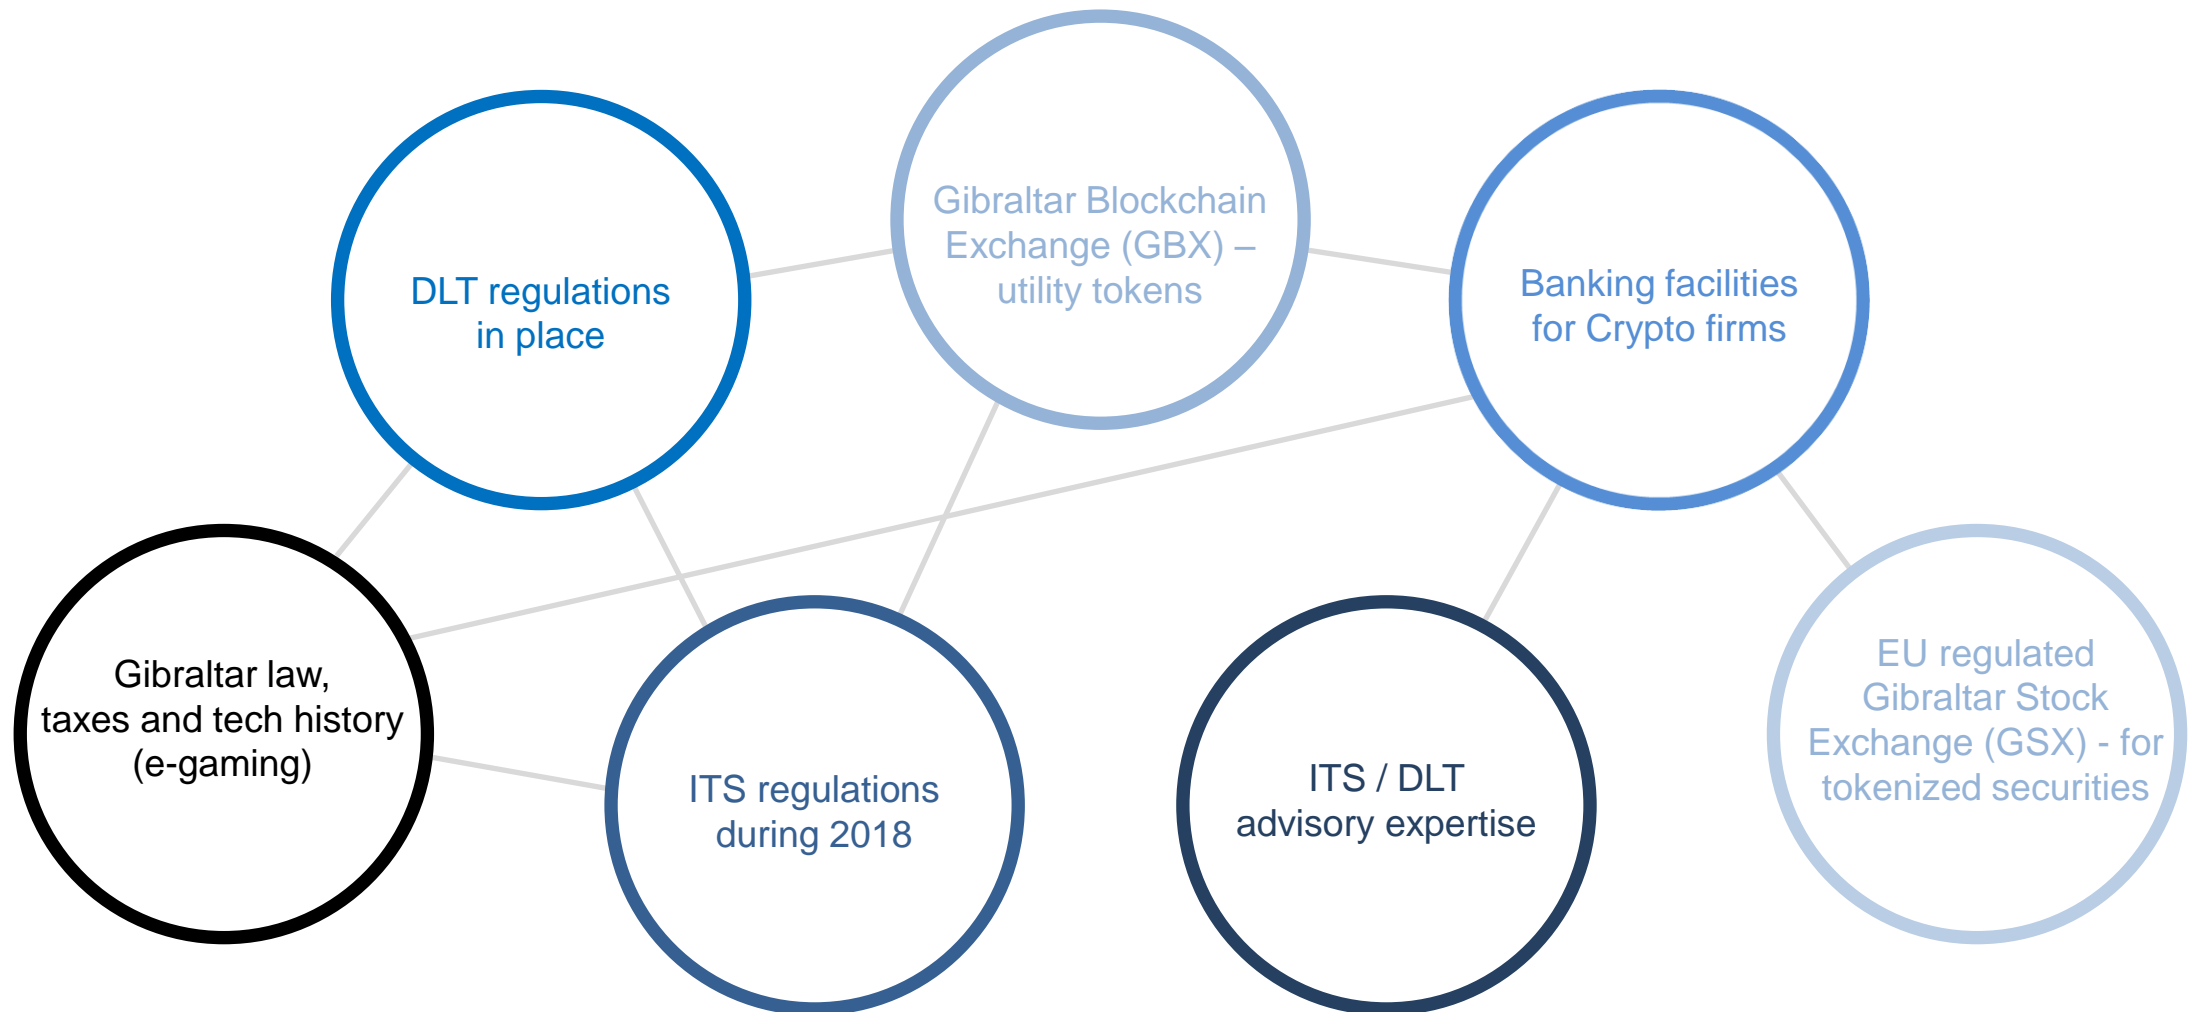 Gibraltar Blockchain
Exchange (GBX) –
utility tokens
DLT regulations
in place
Banking facilities
for Crypto firms
Gibraltar law,
taxes and tech history
(e-gaming)
ITS regulations
during 2018
ITS / DLT
advisory expertise
EU regulated
Gibraltar Stock
Exchange (GSX) - for
tokenized securities